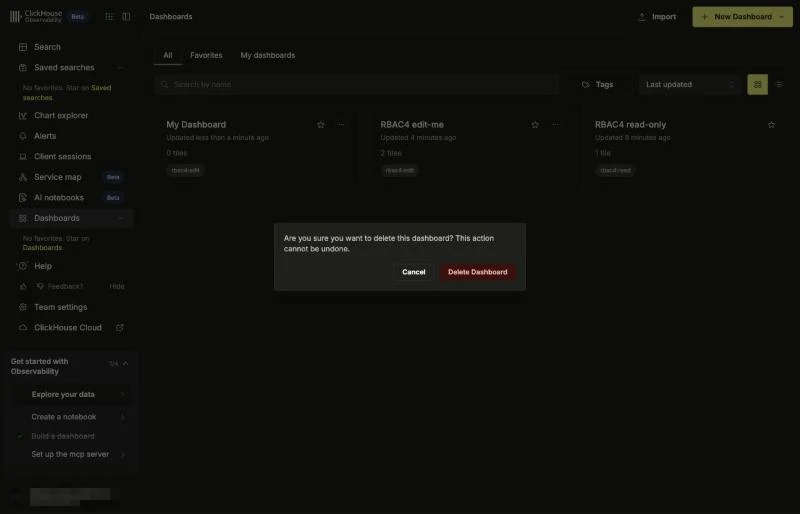 ClickHouse
Observability
Beta
Dashboards
Import
New Dashboard
Search
Saved searches
No favorites. Star on Saved
searches.
Chart explorer
Alerts
Client sessions
Service map
Beta
AI notebooks
Beta
Dashboards
No favorites. Star on
Dashboards.
Help
Feedback?
Hide
Team settings
ClickHouse Cloud
Get started with
Observability
1/4
Explore your data
Create a notebook
Build a dashboard
Set up the mcp server
All
Favorites
My dashboards
Search by name
Tags
Last updated
My Dashboard
Updated less than a minute ago
0 tiles
rbac4:edit
RBAC4 edit-me
Updated 4 minutes ago
2 tiles
rbac4:edit
RBAC4 read-only
Updated 8 minutes ago
1 tile
rbac4:read
Are you sure you want to delete this dashboard? This action
cannot be undone.
Cancel
Delete Dashboard